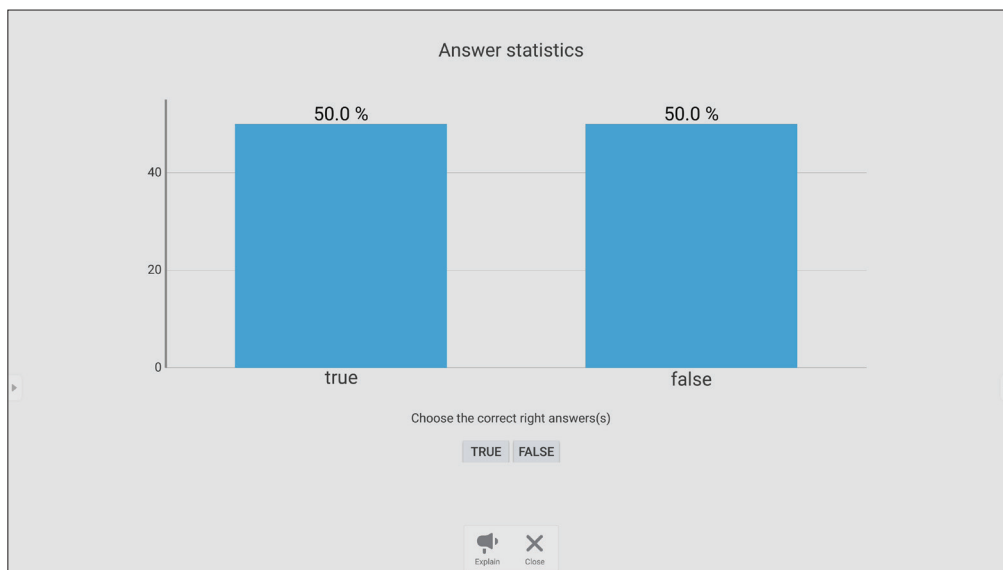 Answer statistics
50.0 %
50.0 %
40
20
0
true
false
Choose the correct right answers(s)
TRUE
FALSE
Explain
Close